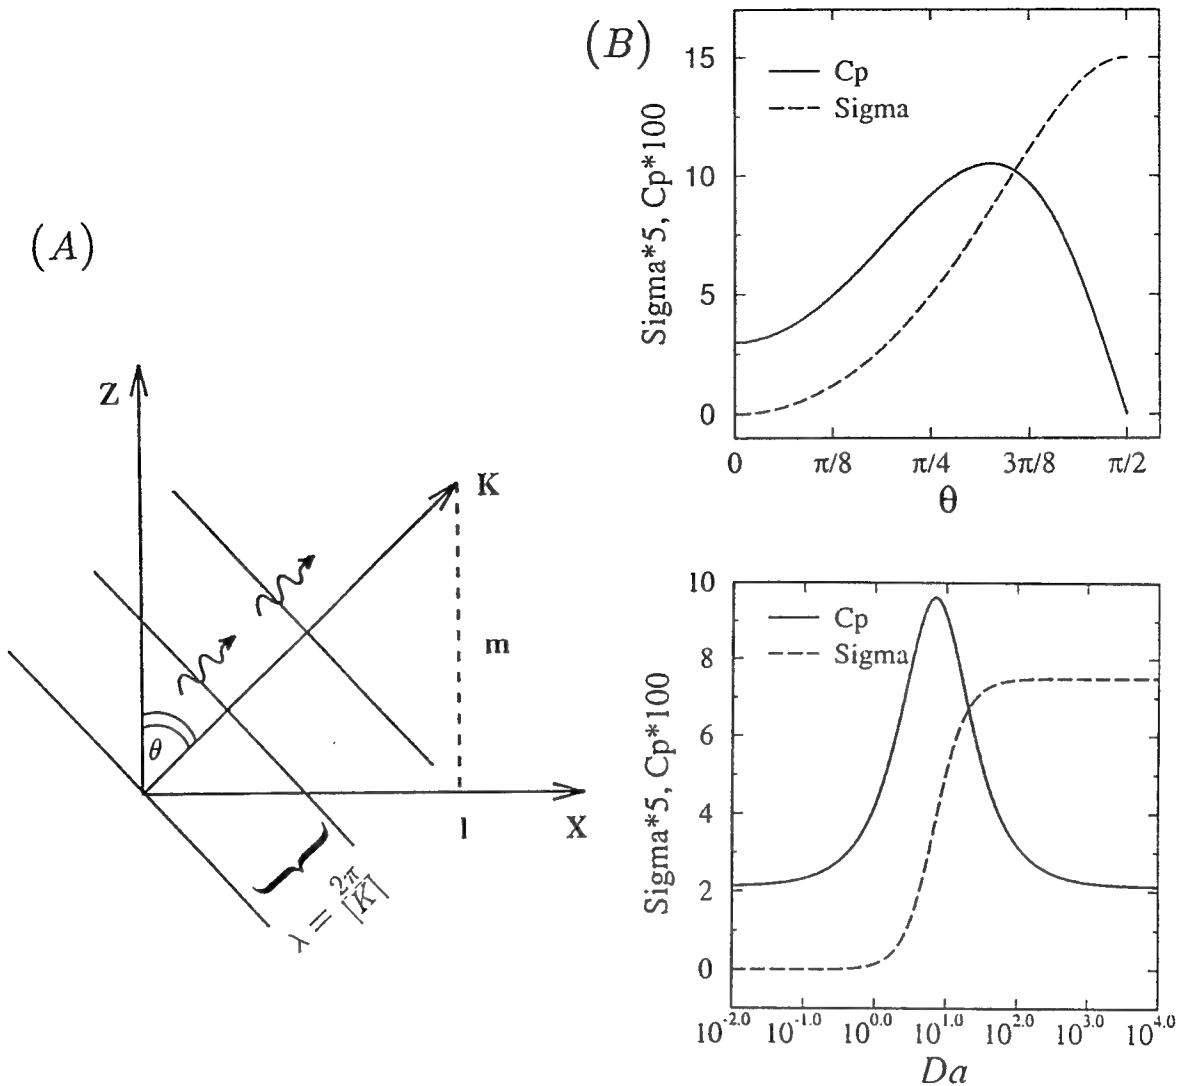 (A)
Z
K
m
θ
l
X
λ = 2π/|K|
(B)
Sigma*5, Cp*100
15
10
5
0
Cp
Sigma
0 π/8 π/4 3π/8 π/2
θ
Sigma*5, Cp*100
10
8
6
4
2
0
Cp
Sigma
10^-2.0 10^-1.0 10^0.0 10^1.0 10^2.0 10^3.0 10^4.0
Da